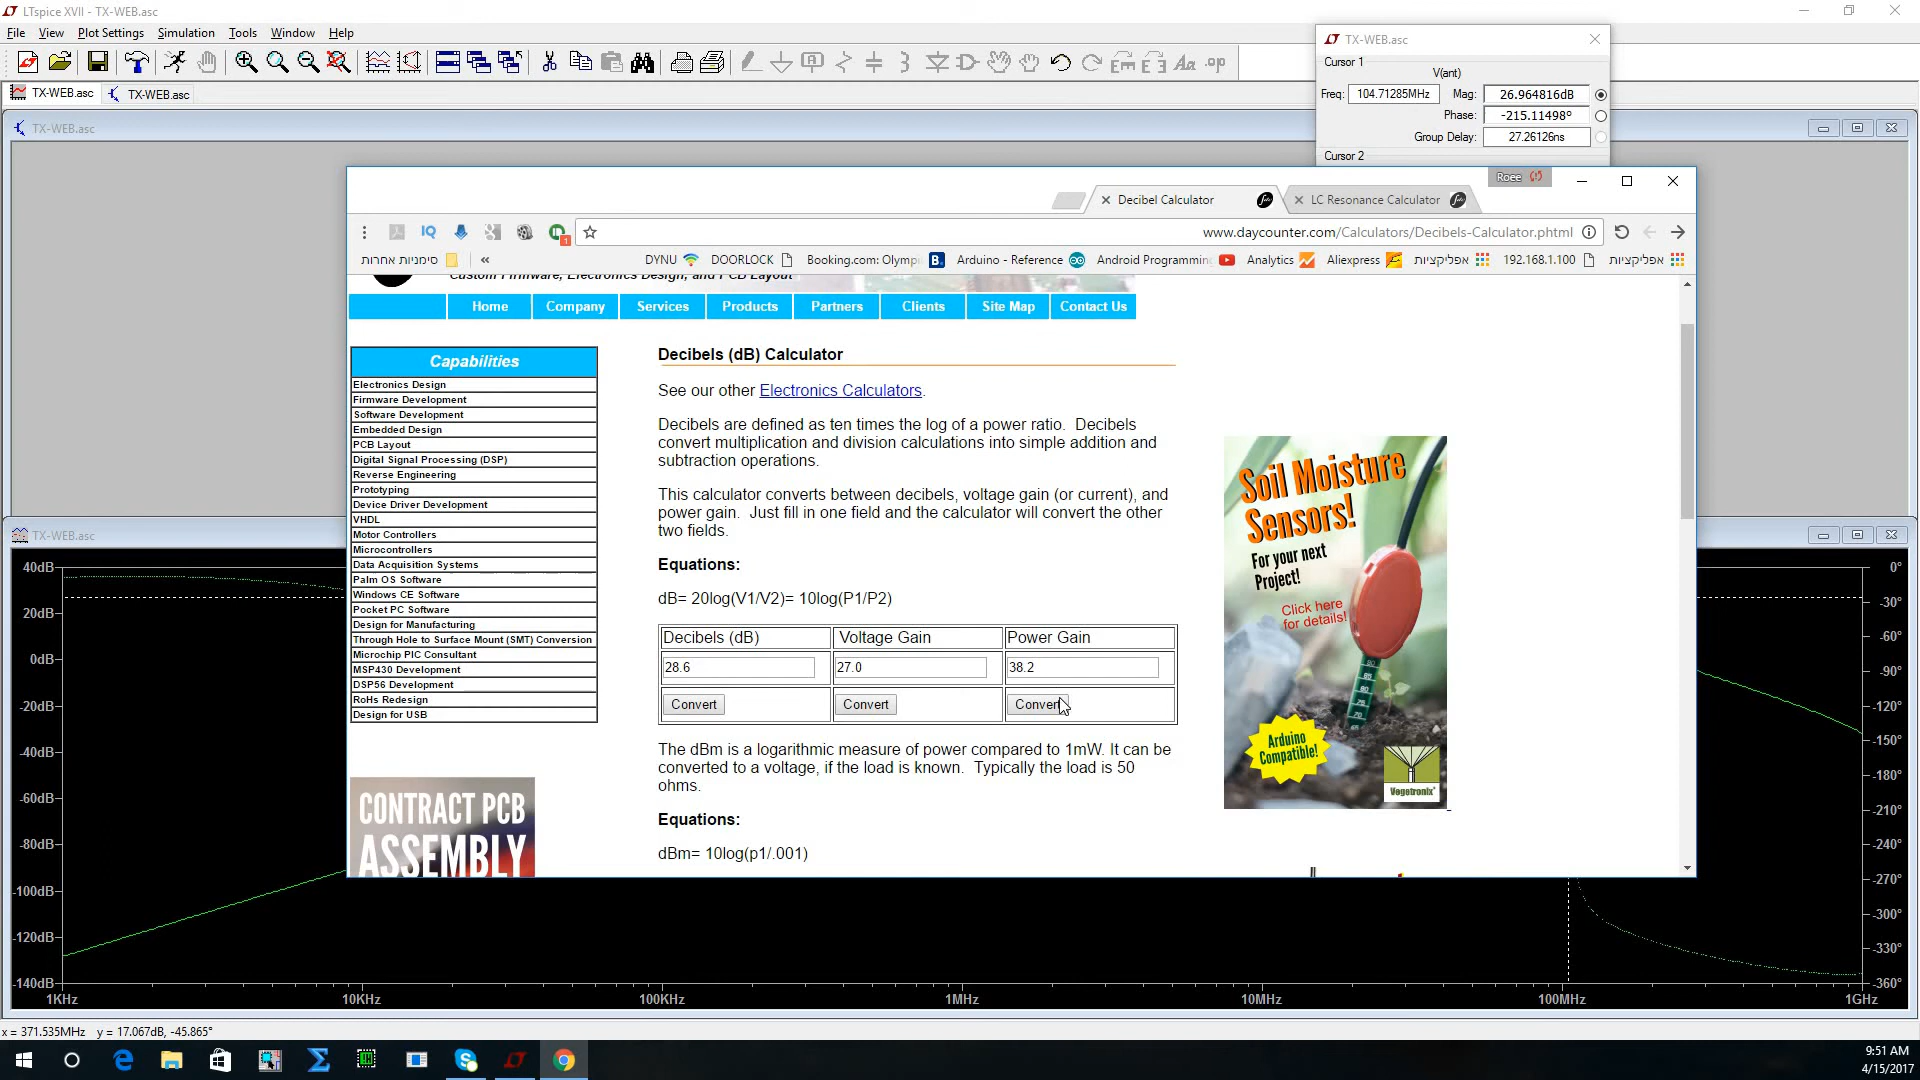 LTspice XVII - TX-WEB.asc
File View Plot Settings Simulation Tools Window Help
TX-WEB.asc TX-WEB.asc
TX-WEB.asc
TX-WEB.asc
Cursor 1
V(ant)
Freq: 104.71285MHz Mag: 26.964816dB
Phase: -215.11498°
Group Delay: 27.26126ns
Cursor 2
Roee
Decibel Calculator
LC Resonance Calculator
www.daycounter.com/Calculators/Decibels-Calculator.phtml
סימניות אחרות
«
DYNU
DOORLOCK
Booking.com: Olymp
Arduino - Reference
Android Programmin
Analytics
Aliexpress
אפליקציות
192.168.1.100
אפליקציות
Custom Firmware, Electronics Design, and PCB Layout
Home Company Services Products Partners Clients Site Map Contact Us
Capabilities
Electronics Design
Firmware Development
Software Development
Embedded Design
PCB Layout
Digital Signal Processing (DSP)
Reverse Engineering
Prototyping
Device Driver Development
VHDL
Motor Controllers
Microcontrollers
Data Acquisition Systems
Palm OS Software
Windows CE Software
Pocket PC Software
Design for Manufacturing
Through Hole to Surface Mount (SMT) Conversion
Microchip PIC Consultant
MSP430 Development
DSP56 Development
RoHs Redesign
Design for USB
CONTRACT PCB
ASSEMBLY
Decibels (dB) Calculator
See our other Electronics Calculators.
Decibels are defined as ten times the log of a power ratio. Decibels
convert multiplication and division calculations into simple addition and
subtraction operations.
This calculator converts between decibels, voltage gain (or current), and
power gain. Just fill in one field and the calculator will convert the other
two fields.
Equations:
dB= 20log(V1/V2)= 10log(P1/P2)
Decibels (dB) Voltage Gain Power Gain
28.6 27.0 38.2
Convert Convert Convert
The dBm is a logarithmic measure of power compared to 1mW. It can be
converted to a voltage, if the load is known. Typically the load is 50
ohms.
Equations:
dBm= 10log(p1/.001)
Soil Moisture
Sensors!
For your next
Project!
Click here
for details!
Arduino
Compatible!
Vegetronix
TX-WEB.asc
40dB
20dB
0dB
-20dB
-40dB
-60dB
-80dB
-100dB
-120dB
-140dB
0°
-30°
-60°
-90°
-120°
-150°
-180°
-210°
-240°
-270°
-300°
-330°
-360°
1KHz 10KHz 100KHz 1MHz 10MHz 100MHz 1GHz
x = 371.535MHz y = 17.067dB, -45.865°
9:51 AM
4/15/2017